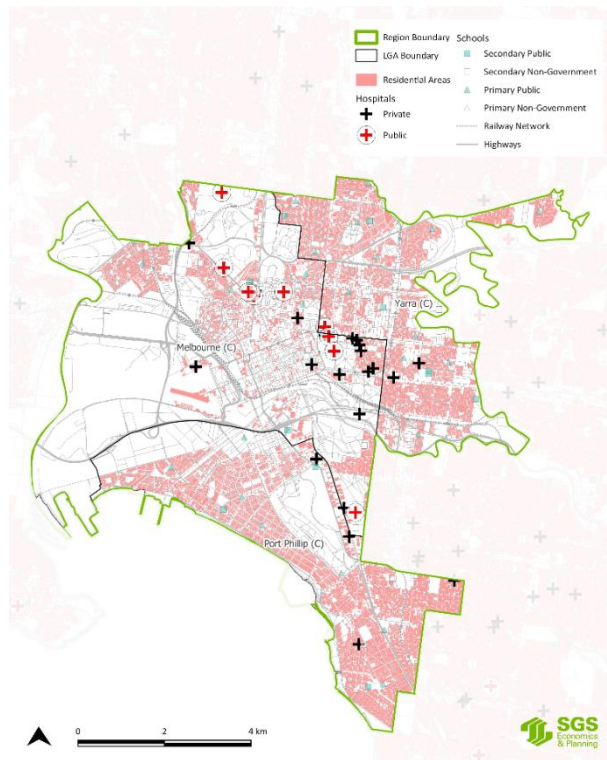 Region Boundary
LGA Boundary
Residential Areas
Hospitals
Private
Public
Schools
Secondary Public
Secondary Non-Government
Primary Public
Primary Non-Government
Railway Network
Highways
Yarra (C)
Melbourne (C)
Port Phillip (C)
0 2 4 km
SGS
Economics
& Planning